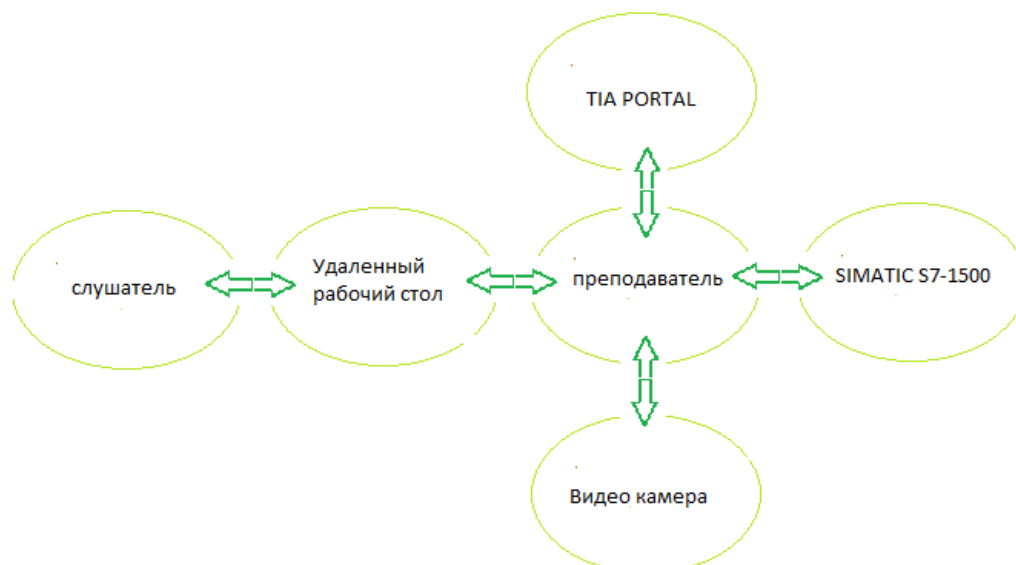 TIA PORTAL
слушатель
Удаленный
рабочий стол
преподаватель
SIMATIC S7-1500
Видео камера